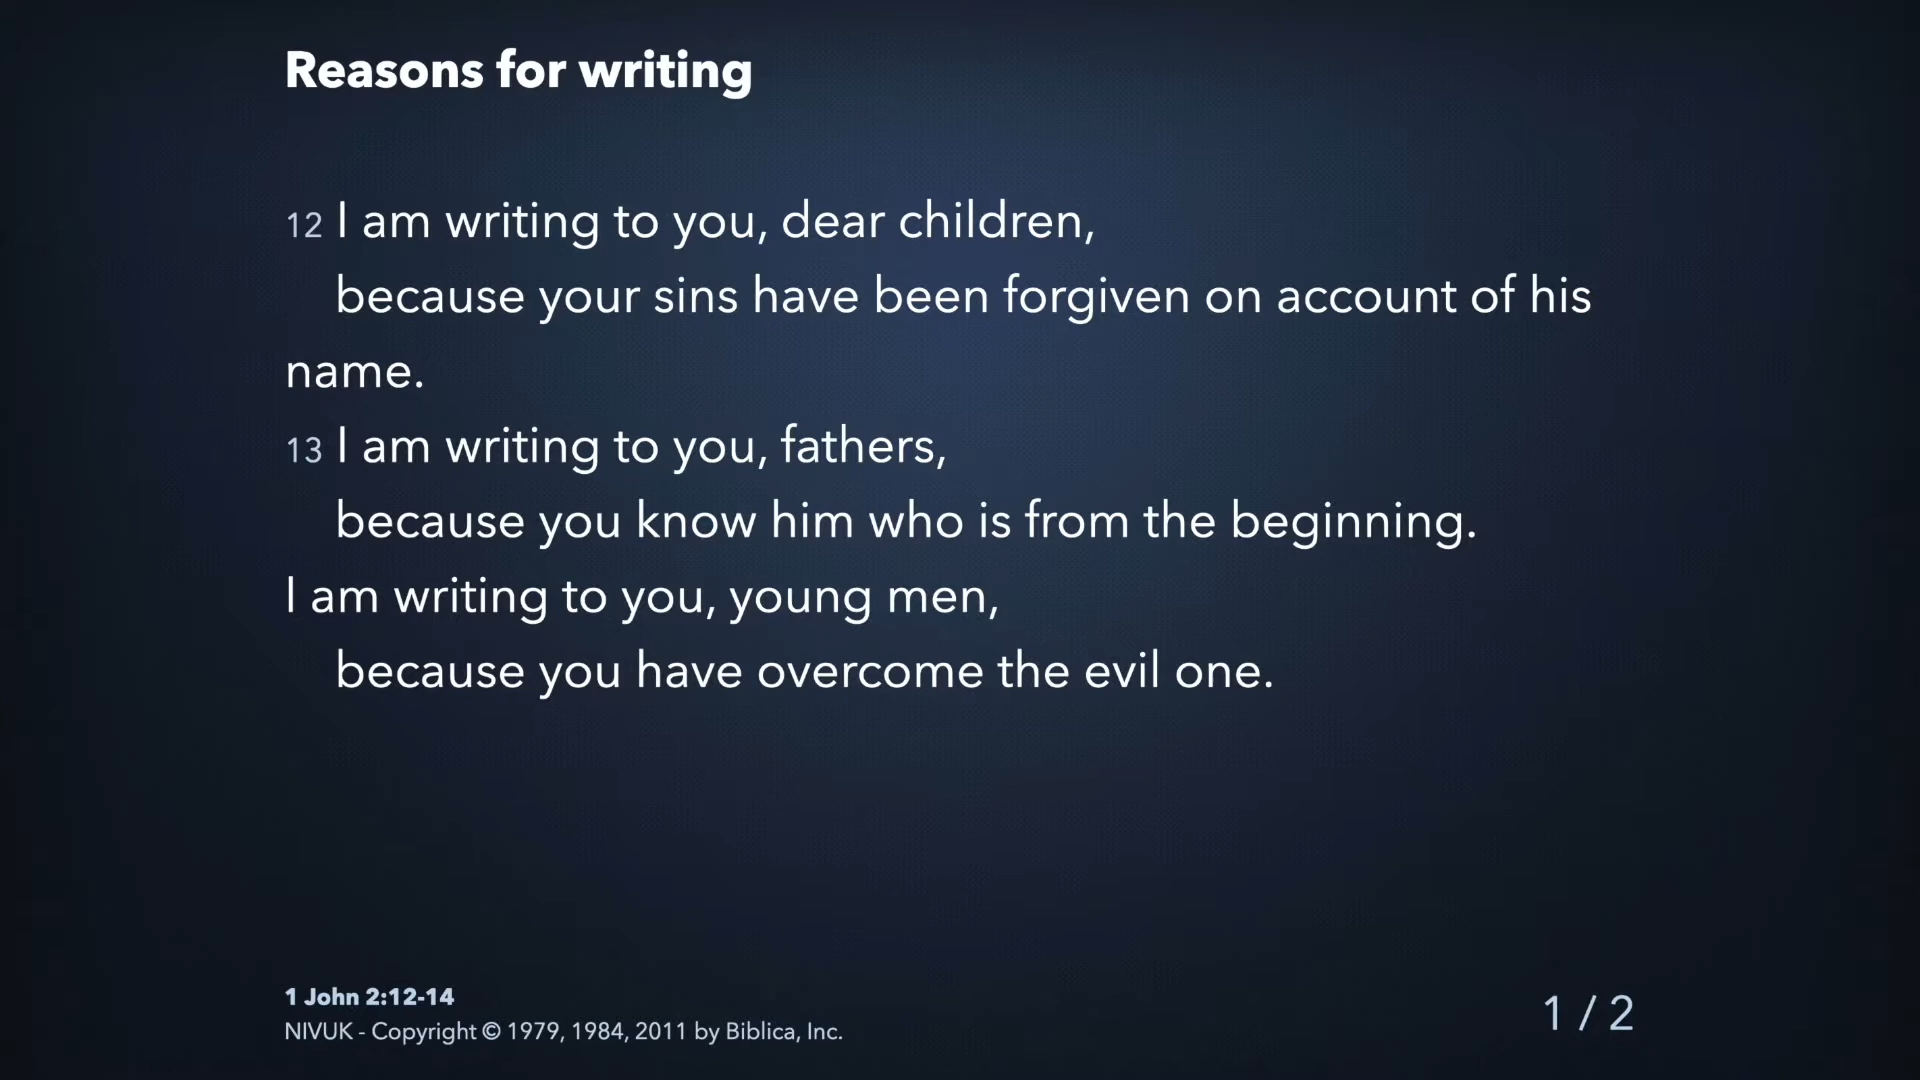 Reasons for writing
12 I am writing to you, dear children,
because your sins have been forgiven on account of his
name.
13 I am writing to you, fathers,
because you know him who is from the beginning.
I am writing to you, young men,
because you have overcome the evil one.
1 John 2:12-14
NIVUK - Copyright © 1979, 1984, 2011 by Biblica, Inc.
1 / 2